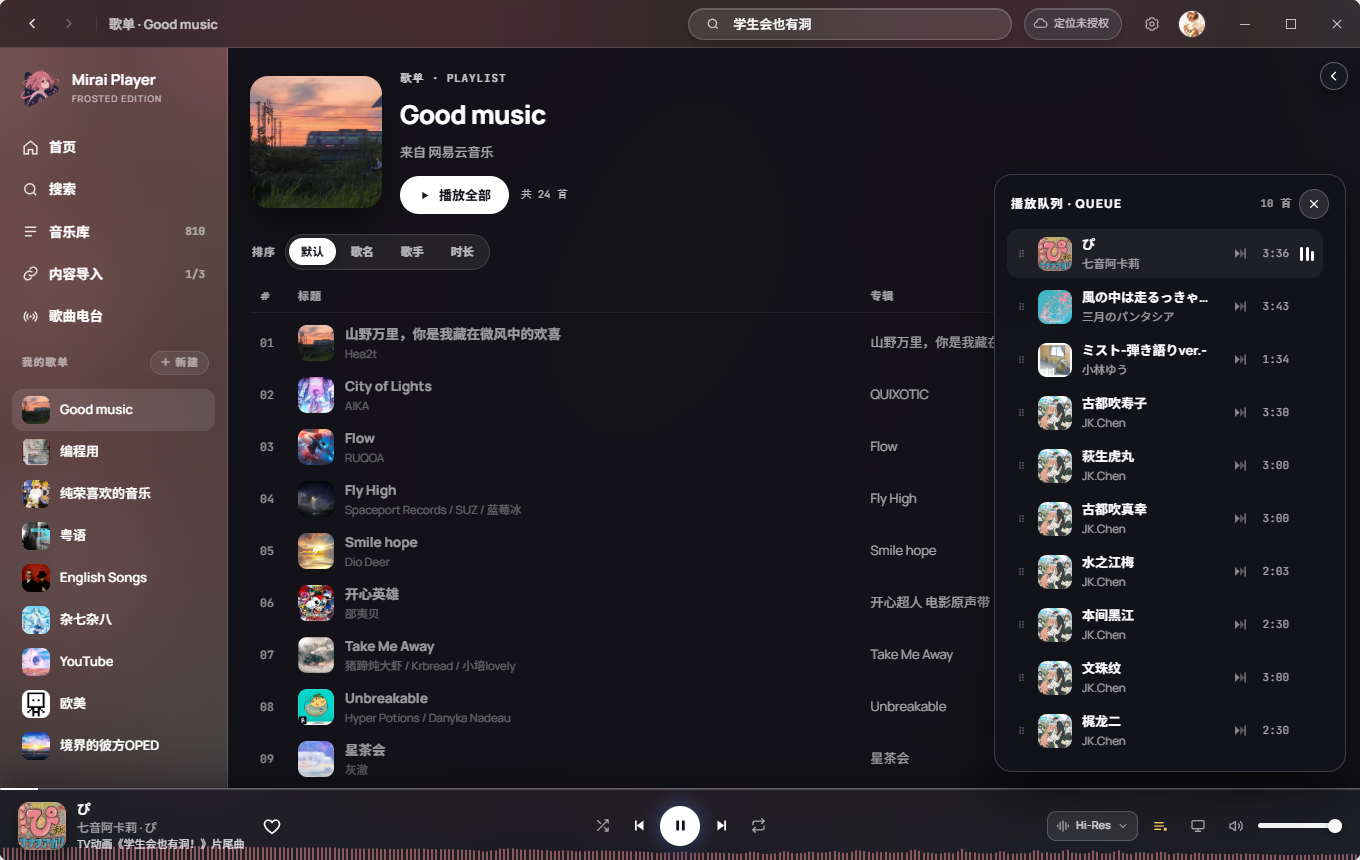 歌单 · Good music
学生会也有洞
定位未授权
Mirai Player
FROSTED EDITION
首页
搜索
音乐库 810
内容导入 1/3
歌曲电台
我的歌单
+ 新建
Good music
编程用
纯荣喜欢的音乐
粤语
English Songs
杂七杂八
YouTube
欧美
境界的彼方OPED
歌单 · PLAYLIST
Good music
来自 网易云音乐
播放全部
共 24 首
排序 默认 歌名 歌手 时长
# 标题 专辑
01 山野万里，你是我藏在微风中的欢喜 山野万里，你是我藏在
Hea2t
02 City of Lights QUIXOTIC
AIKA
03 Flow Flow
RUQOA
04 Fly High Fly High
Spaceport Records / SUZ / 蓝莓冰
05 Smile hope Smile hope
Dio Deer
06 开心英雄 开心超人 电影原声带
邵夷贝
07 Take Me Away Take Me Away
猪蹄炖大虾 / Krbread / 小培lovely
08 Unbreakable Unbreakable
Hyper Potions / Danyka Nadeau
09 星茶会 星茶会
灰澈
播放队列 · QUEUE 10 首
ぴ 3:36
七音阿卡莉
風の中は走るっきゃ... 3:43
三月のパンタシア
ミスト-弾き語りver.- 1:34
小林ゆう
古都吹寿子 3:30
JK.Chen
萩生虎丸 3:00
JK.Chen
古都吹真幸 3:00
JK.Chen
水之江梅 2:03
JK.Chen
本间黑江 2:30
JK.Chen
文珠纹 3:00
JK.Chen
梶龙二 2:30
JK.Chen
ぴ
七音阿卡莉 · ぴ
TV动画《学生会也有洞！》片尾曲
Hi-Res